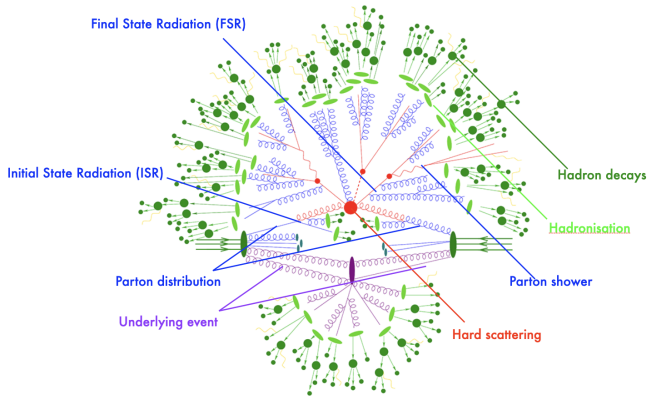 Final State Radiation (FSR)
Initial State Radiation (ISR)
Hadron decays
Hadronisation
Parton distribution
Parton shower
Underlying event
Hard scattering